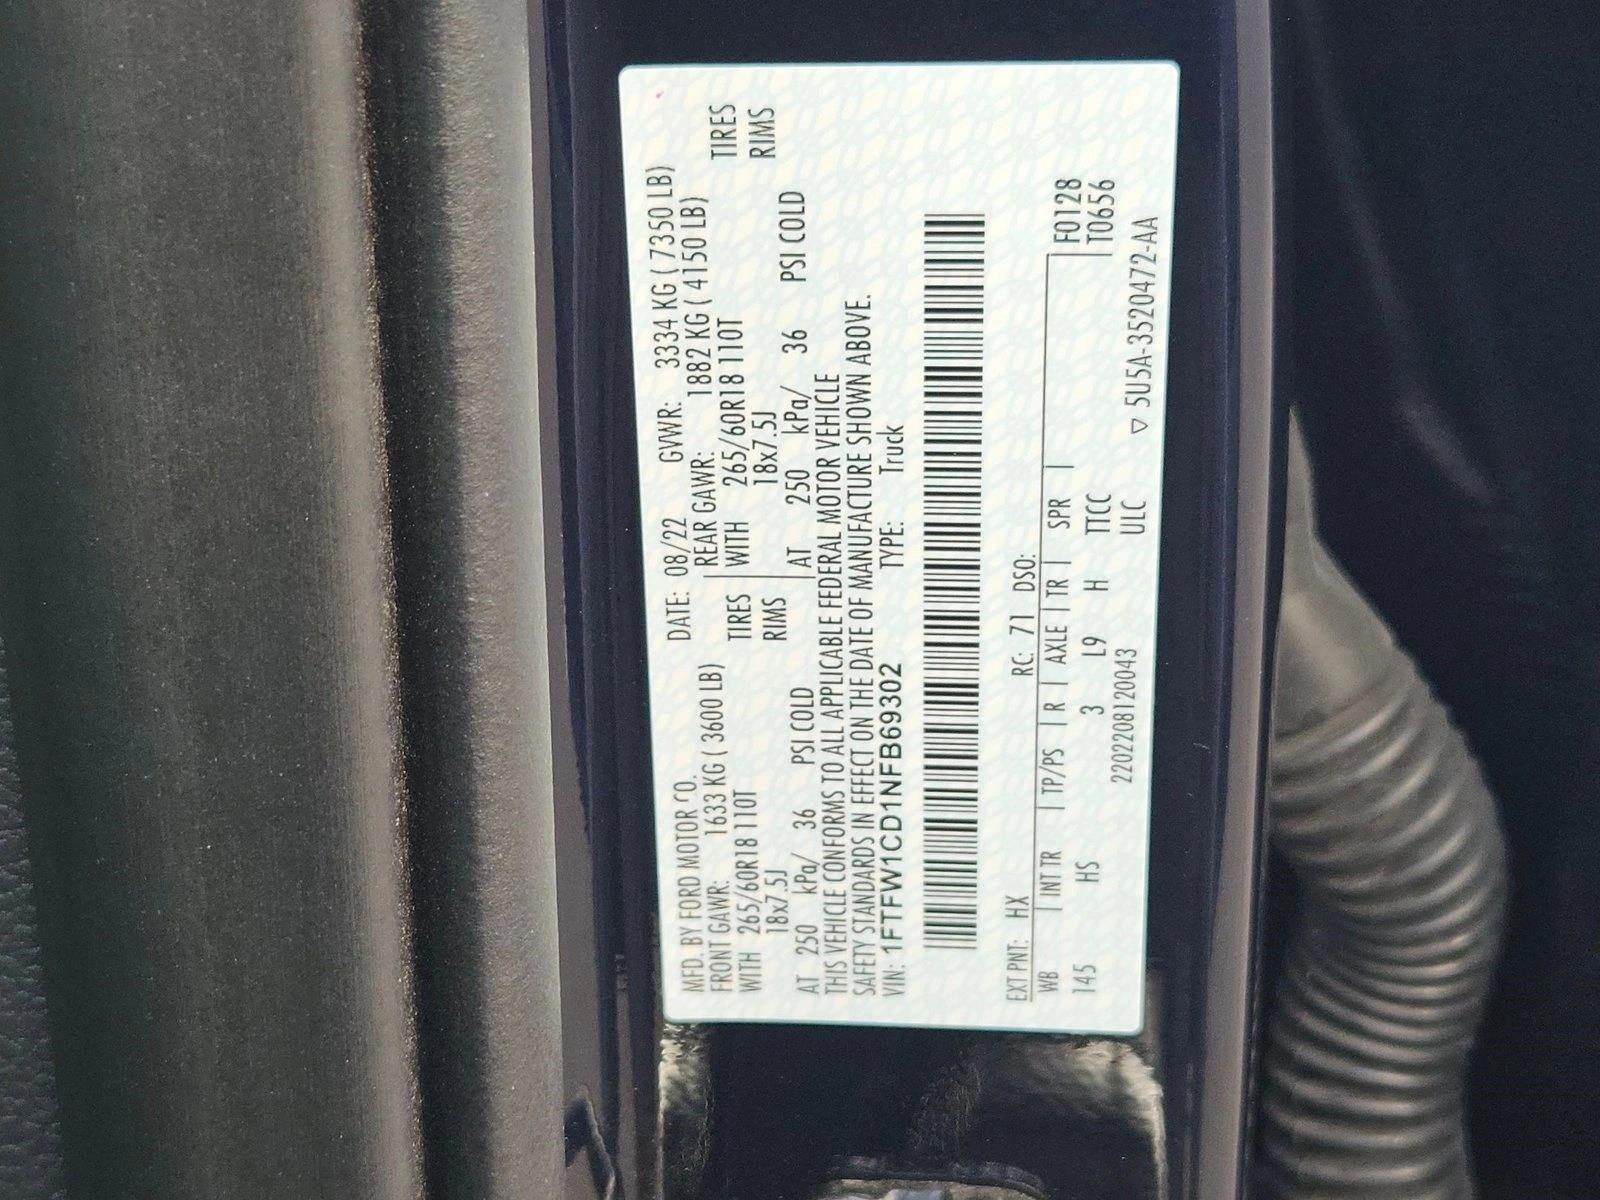 MFD. BY FORD MOTOR CO. DATE: 08/22 GVWR: 3334 KG ( 7350 LB)
FRONT GAWR: 1633 KG ( 3600 LB) REAR GAWR: 1882 KG ( 4150 LB)
WITH 265/60R18 110T TIRES WITH 265/60R18 110T TIRES
18x7.5J RIMS 18x7.5J RIMS
AT 250 kPa/ 36 PSI COLD AT 250 kPa/ 36 PSI COLD
THIS VEHICLE CONFORMS TO ALL APPLICABLE FEDERAL MOTOR VEHICLE
SAFETY STANDARDS IN EFFECT ON THE DATE OF MANUFACTURE SHOWN ABOVE.
VIN: 1FTFW1CD1NFB69302 TYPE: Truck
EXT PNT: HX RC: 71 DSO: F0128
WB INT TR TP/PS R AXLE TR SPR T0656
145 HS 3 L9 H TTCC
220220812 0043 ULC ▽ 5U5A-3520472-AA